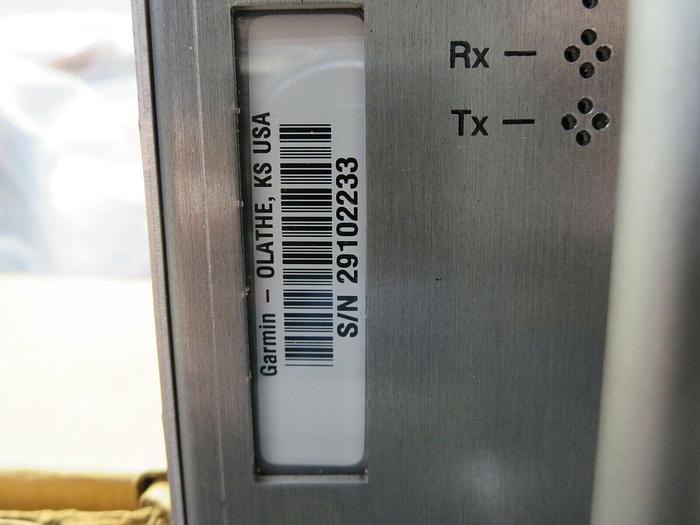 Rx —
Tx —
Garmin – OLATHE, KS USA
S/N 29102233